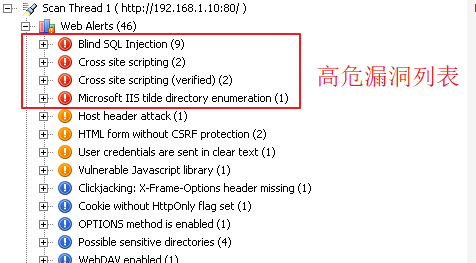 Scan Thread 1 ( http://192.168.1.10:80/ )
Web Alerts (46)
Blind SQL Injection (9)
Cross site scripting (2)
Cross site scripting (verified) (2)
高危漏洞列表
Microsoft IIS tilde directory enumeration (1)
Host header attack (1)
HTML form without CSRF protection (2)
User credentials are sent in clear text (1)
Vulnerable Javascript library (1)
Clickjacking: X-Frame-Options header missing (1)
Cookie without HttpOnly flag set (1)
OPTIONS method is enabled (1)
Possible sensitive directories (4)
WebDAV enabled (1)